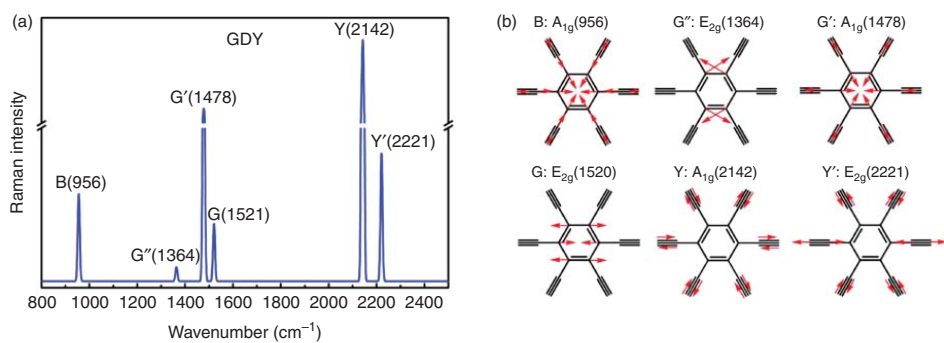 (a)
GDY
Y(2142)
G′(1478)
Y′(2221)
B(956)
G(1521)
G″(1364)
Raman intensity
800 1000 1200 1400 1600 1800 2000 2200 2400
Wavenumber (cm⁻¹)
(b)
B: A₁g(956) G″: E₂g(1364) G′: A₁g(1478)
G: E₂g(1520) Y: A₁g(2142) Y′: E₂g(2221)